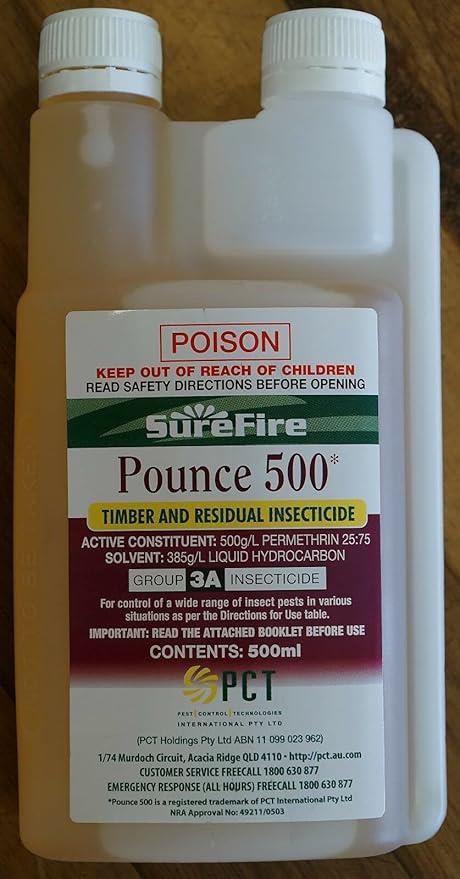 POISON
KEEP OUT OF REACH OF CHILDREN
READ SAFETY DIRECTIONS BEFORE OPENING
SureFire
Pounce 500*
TIMBER AND RESIDUAL INSECTICIDE
ACTIVE CONSTITUENT: 500g/L PERMETHRIN 25:75
SOLVENT: 385g/L LIQUID HYDROCARBON
GROUP 3A INSECTICIDE
For control of a wide range of insect pests in various
situations as per the Directions for Use table.
IMPORTANT: READ THE ATTACHED BOOKLET BEFORE USE
CONTENTS: 500ml
PCT
PEST|CONTROL|TECHNOLOGIES
INTERNATIONAL PTY LTD
(PCT Holdings Pty Ltd ABN 11 099 023 962)
1/74 Murdoch Circuit, Acacia Ridge QLD 4110 • http://pct.au.com
CUSTOMER SERVICE FREECALL 1800 630 877
EMERGENCY RESPONSE (ALL HOURS) FREECALL 1800 630 877
*Pounce 500 is a registered trademark of PCT International Pty Ltd
NRA Approval No: 49211/0503